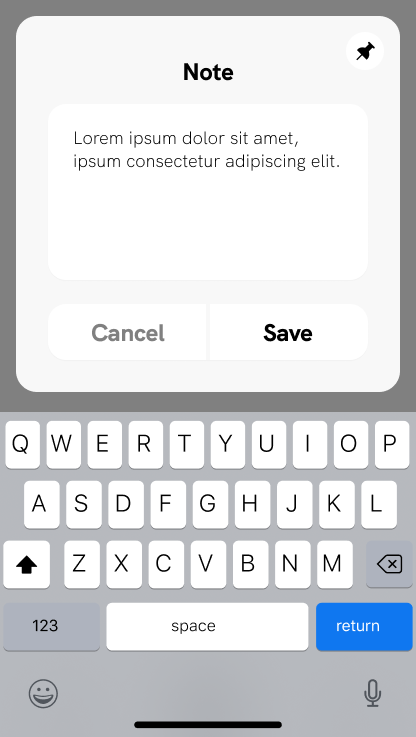 Note
Lorem ipsum dolor sit amet,
ipsum consectetur adipiscing elit.
Cancel Save
Q W E R T Y U I O P
A S D F G H J K L
Z X C V B N M
123 space return